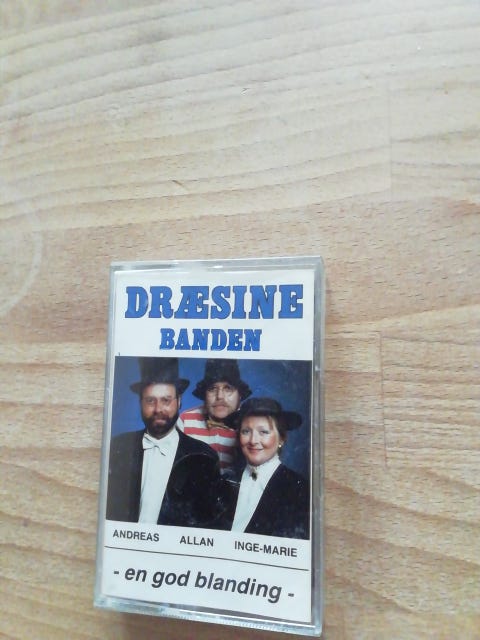 DRÆSINE
BANDEN
ANDREAS ALLAN INGE-MARIE
- en god blanding -